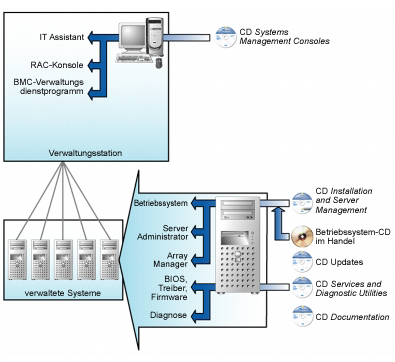 IT Assistant
CD Systems
Management Consoles
RAC-Konsole
BMC-Verwaltungs
dienstprogramm
Verwaltungsstation
Betriebssystem
CD Installation
and Server
Management
Server
Administrator
Betriebssystem-CD
im Handel
Array
Manager
CD Updates
BIOS,
Treiber,
Firmware
CD Services and
Diagnostic Utilities
verwaltete Systeme
Diagnose
CD Documentation